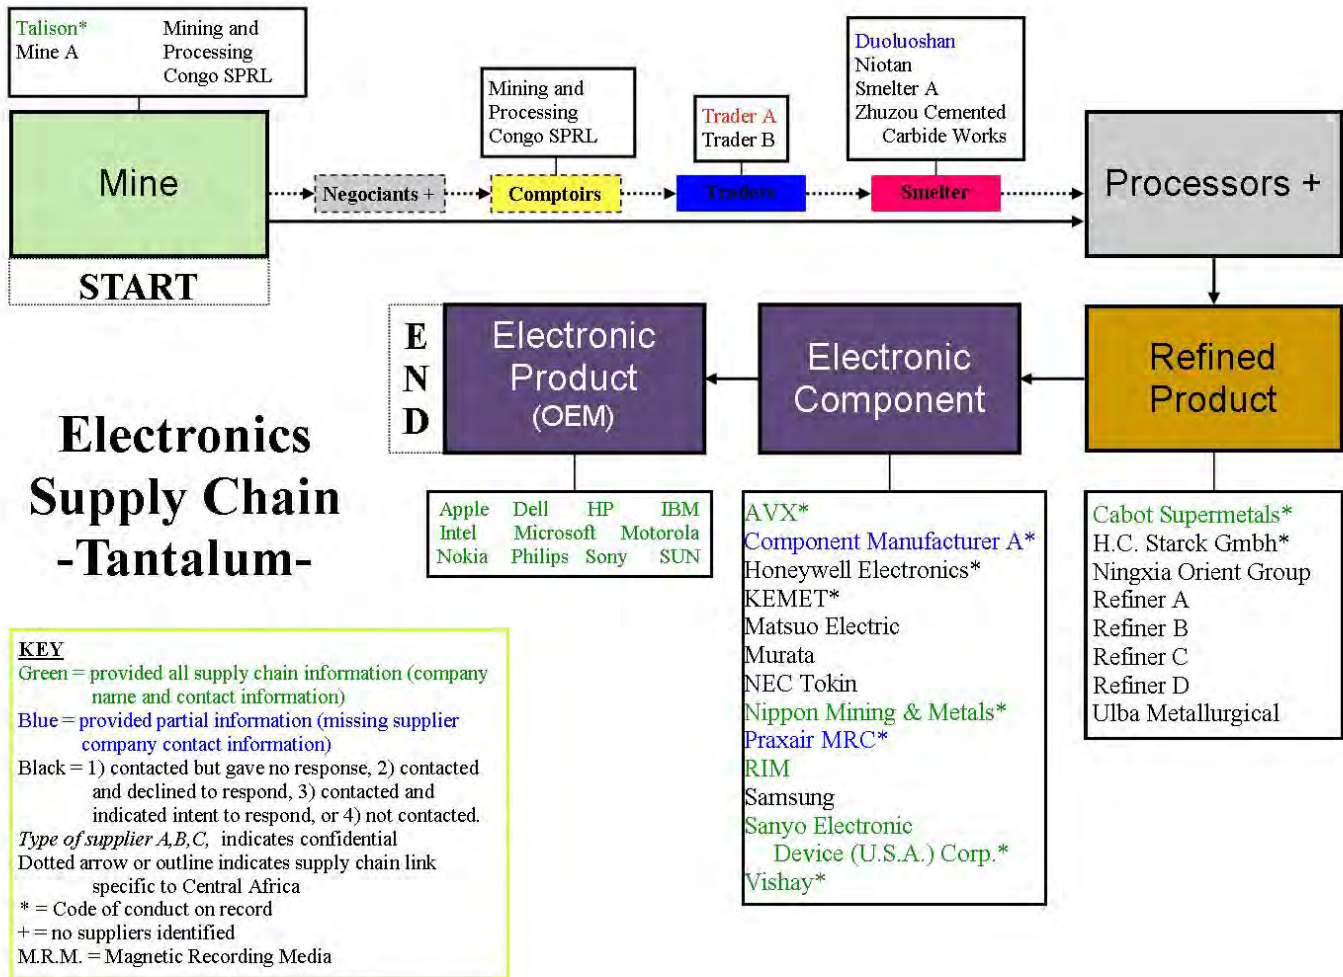 Talison*
Mine A
Mining and
Processing
Congo SPRL
Mining and
Processing
Congo SPRL
Trader A
Trader B
Duoluoshan
Niotan
Smelter A
Zhuzou Cemented
Carbide Works
Mine
Negociants +
Comptoirs
Traders
Smelter
Processors +
START
END
Electronic
Product
(OEM)
Electronic
Component
Refined
Product
Electronics
Supply Chain
-Tantalum-
Apple Dell HP IBM
Intel Microsoft Motorola
Nokia Philips Sony SUN
AVX*
Component Manufacturer A*
Honeywell Electronics*
KEMET*
Matsuo Electric
Murata
NEC Tokin
Nippon Mining & Metals*
Praxair MRC*
RIM
Samsung
Sanyo Electronic
Device (U.S.A.) Corp.*
Vishay*
Cabot Supermetals*
H.C. Starck Gmbh*
Ningxia Orient Group
Refiner A
Refiner B
Refiner C
Refiner D
Ulba Metallurgical
KEY
Green = provided all supply chain information (company
name and contact information)
Blue = provided partial information (missing supplier
company contact information)
Black = 1) contacted but gave no response, 2) contacted
and declined to respond, 3) contacted and
indicated intent to respond, or 4) not contacted.
Type of supplier A,B,C, indicates confidential
Dotted arrow or outline indicates supply chain link
specific to Central Africa
* = Code of conduct on record
+ = no suppliers identified
M.R.M. = Magnetic Recording Media